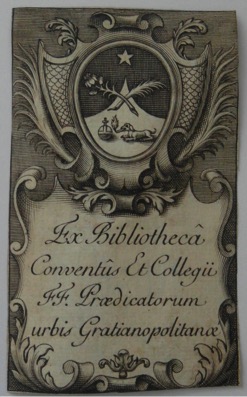 Ex Bibliothecâ
Conventûs Et Collegii
FF. Prædicatorum
urbis Gratianopolitanæ